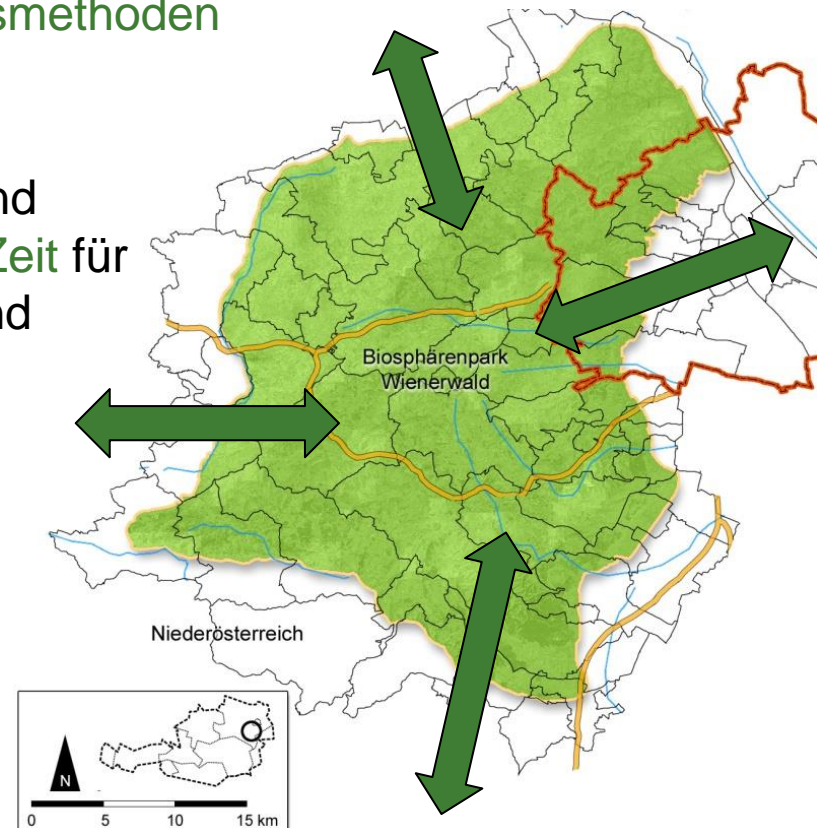 smethoden
nd
Zeit für
nd
Biosphärenpark
Wienerwald
Niederösterreich
N
0 5 10 15 km